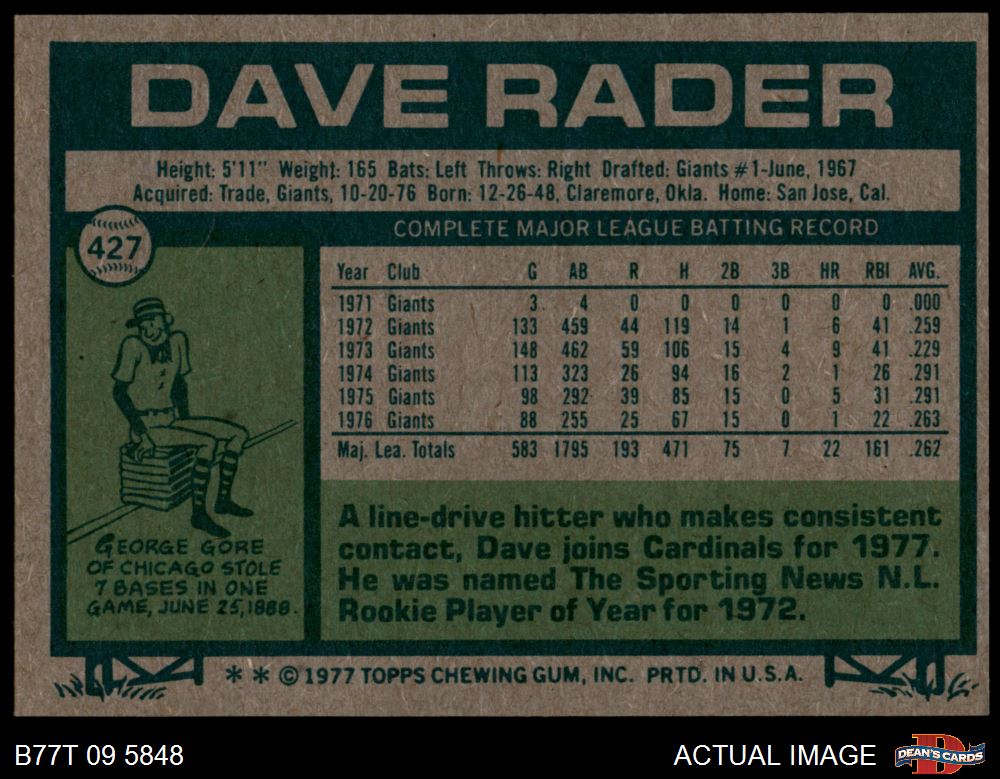 DAVE RADER
Height: 5'11" Weight: 165 Bats: Left Throws: Right Drafted: Giants #1-June, 1967
Acquired: Trade, Giants, 10-20-76 Born: 12-26-48, Claremore, Okla. Home: San Jose, Cal.
427
COMPLETE MAJOR LEAGUE BATTING RECORD
Year Club G AB R H 2B 3B HR RBI AVG.
1971 Giants 3 4 0 0 0 0 0 0 .000
1972 Giants 133 459 44 119 14 1 6 41 .259
1973 Giants 148 462 59 106 15 4 9 41 .229
1974 Giants 113 323 26 94 16 2 1 26 .291
1975 Giants 98 292 39 85 15 0 5 31 .291
1976 Giants 88 255 25 67 15 0 1 22 .263
Maj. Lea. Totals 583 1795 193 471 75 7 22 161 .262
GEORGE GORE
OF CHICAGO STOLE
7 BASES IN ONE
GAME, JUNE 25, 1888.
A line-drive hitter who makes consistent
contact, Dave joins Cardinals for 1977.
He was named The Sporting News N.L.
Rookie Player of Year for 1972.
* * © 1977 TOPPS CHEWING GUM, INC. PRTD. IN U.S.A.
B77T 09 5848
ACTUAL IMAGE
DEAN'S CARDS